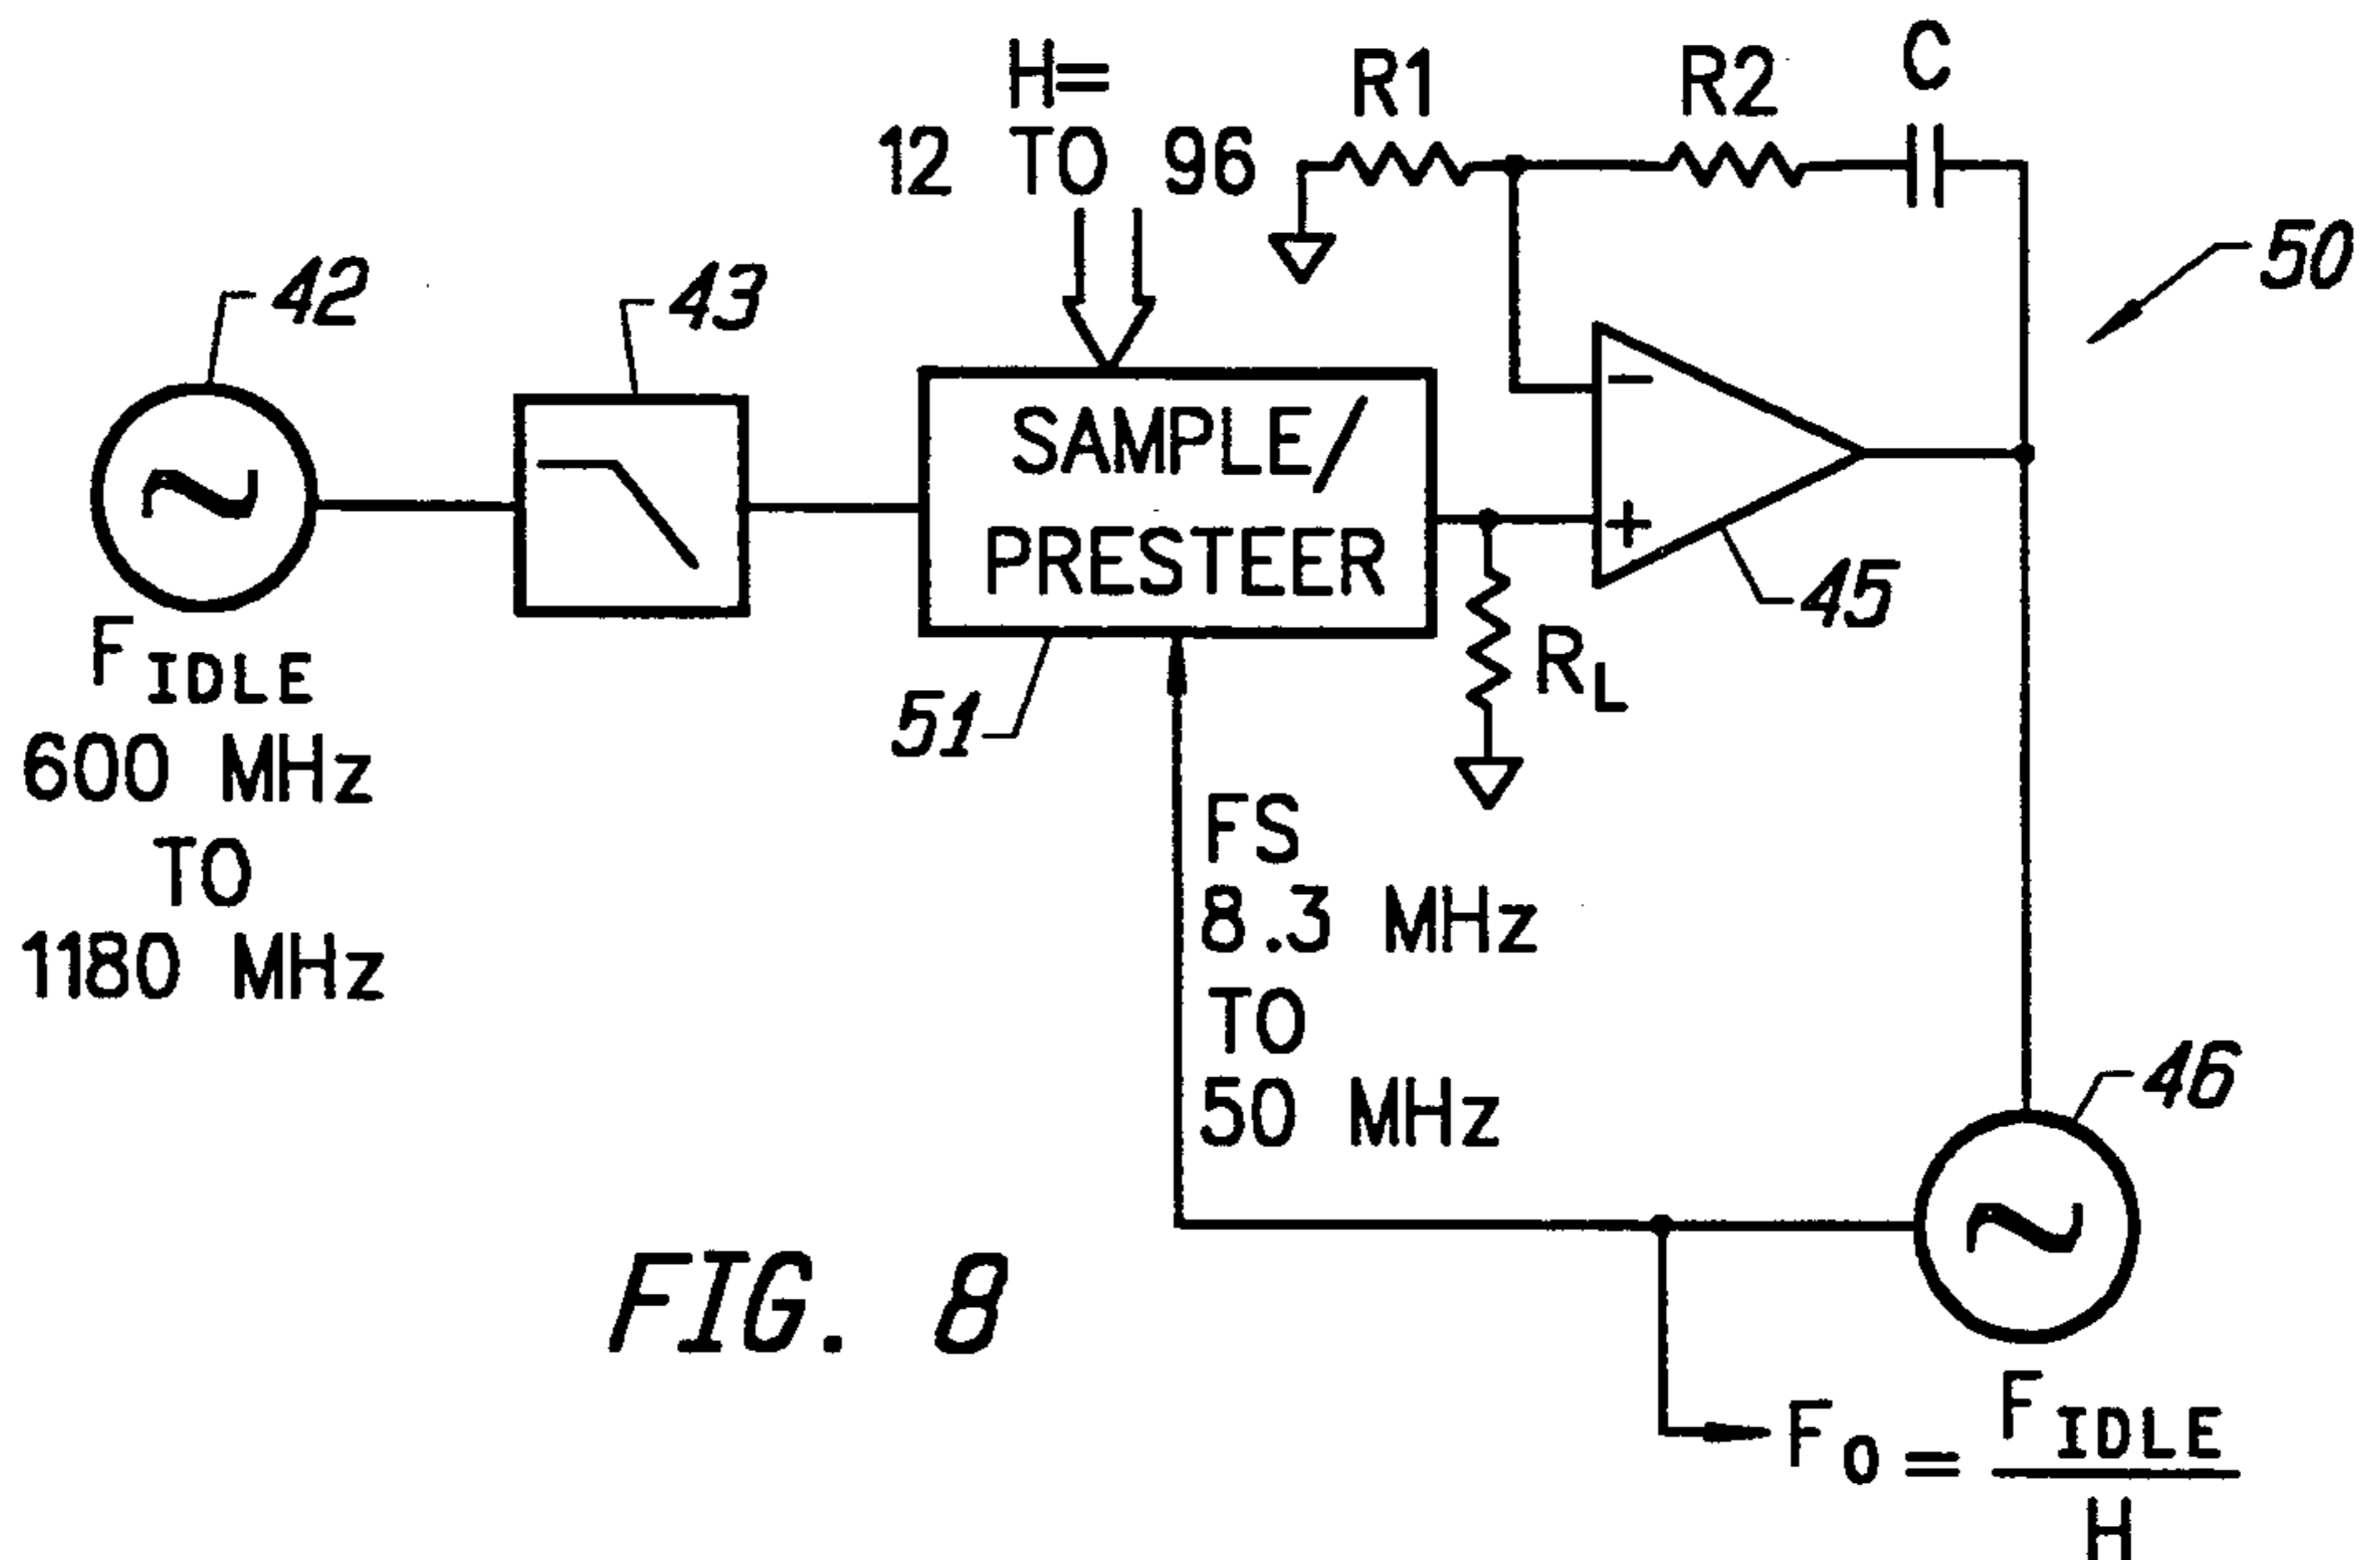 H=
12 TO 96
R1
R2
C
50
42
43
SAMPLE/
PRESTEER
−
+
45
R L
51
F IDLE
600 MHz
TO
1180 MHz
FS
8.3 MHz
TO
50 MHz
46
FIG. 8
F O = F IDLE
H